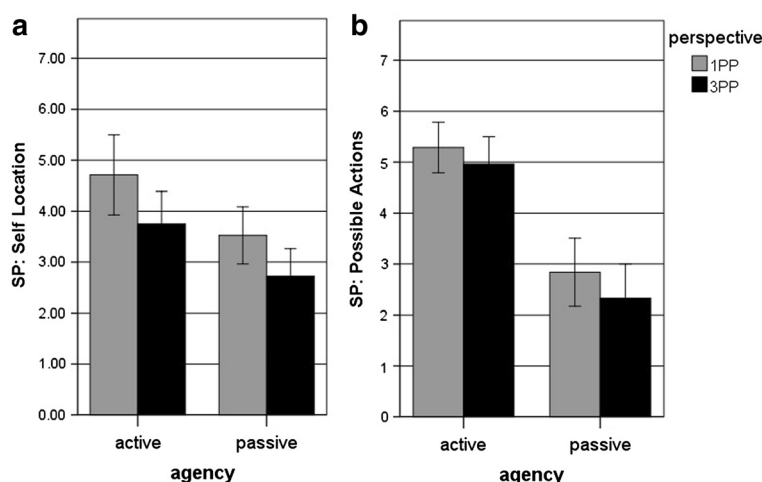 a
SP: Self Location
7.00
6.00
5.00
4.00
3.00
2.00
1.00
0.00
active passive
agency
b
SP: Possible Actions
7
6
5
4
3
2
1
0
active passive
agency
perspective
1PP
3PP